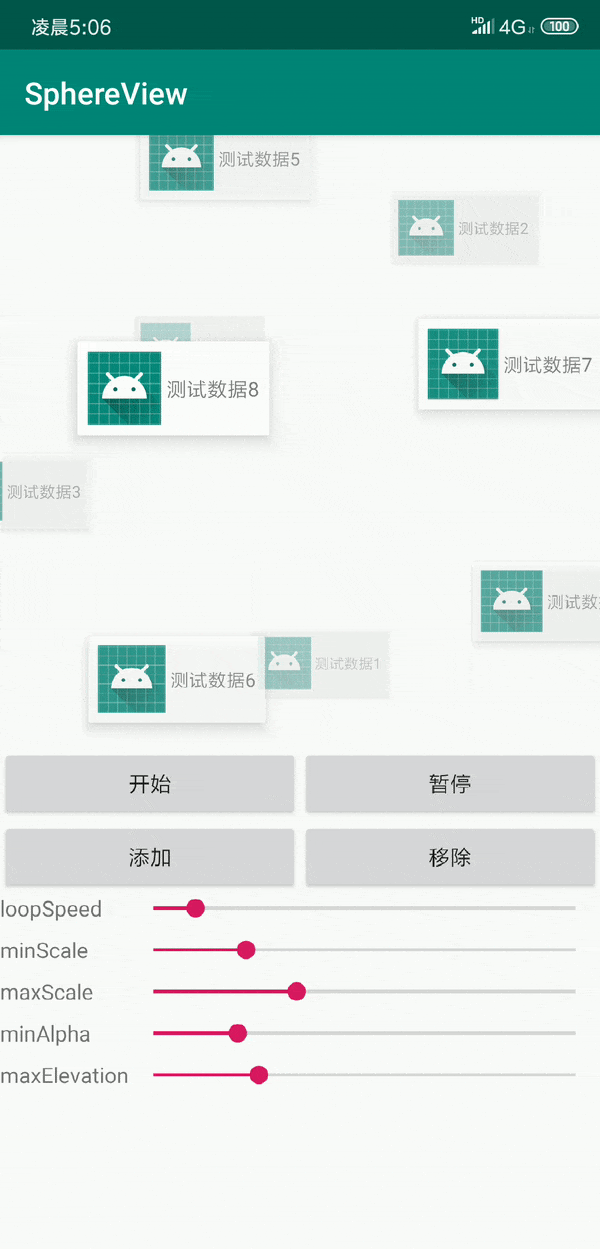 凌晨5:06 HD 4G 100
SphereView
测试数据5
测试数据2
测试数据7
测试数据8
测试数据3
测试数
测试数据1
测试数据6
开始 暂停
添加 移除
loopSpeed
minScale
maxScale
minAlpha
maxElevation